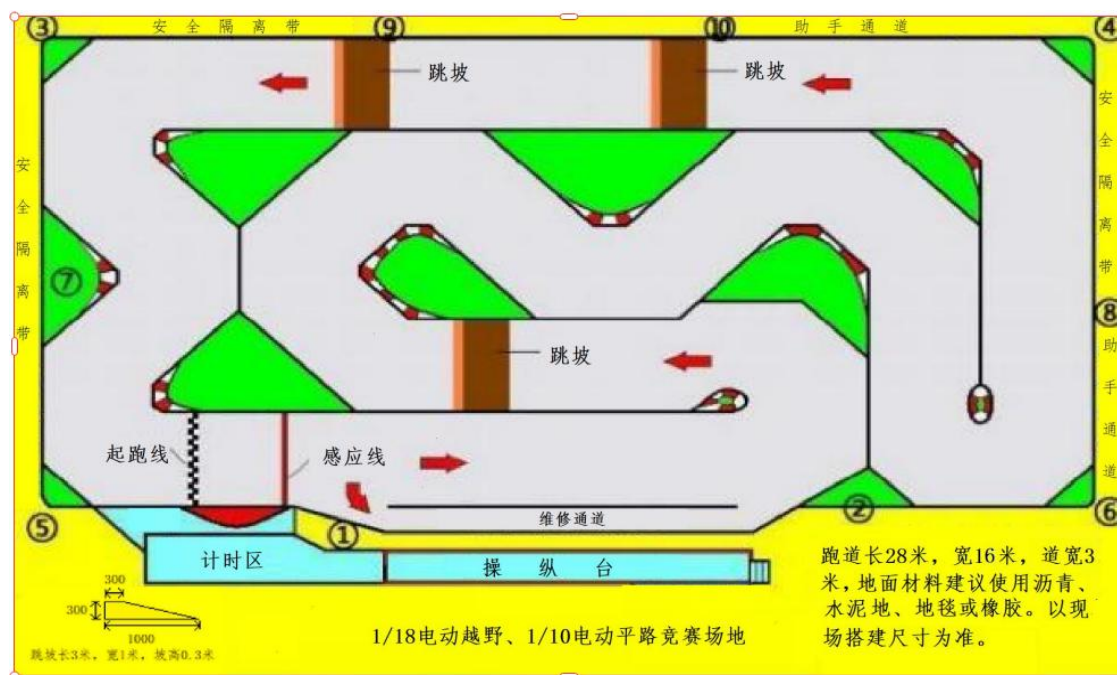 ③
安全隔离带
⑨
⑩
助手通道
④
跳坡
跳坡
安全隔离带
安全隔离带
⑦
⑧
跳坡
助手通道
起跑线
感应线
维修通道
⑤
①
②
⑥
计时区
操纵台
跑道长28米，宽16米，道宽3
米，地面材料建议使用沥青、
水泥地、地毯或橡胶。以现
场搭建尺寸为准。
300
300
1000
跳坡长3米，宽1米，坡高0.3米
1/18电动越野、1/10电动平路竞赛场地